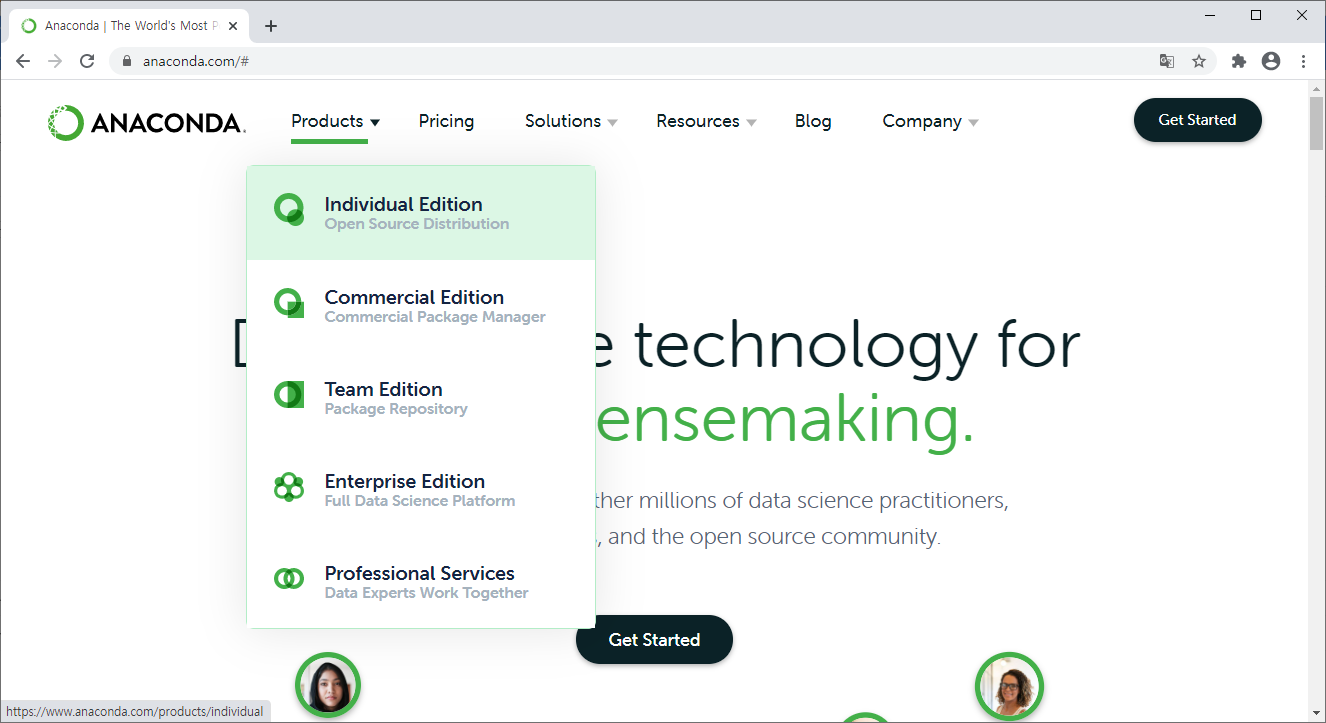 Anaconda | The World's Most P
anaconda.com/#
ANACONDA.
Products
Pricing
Solutions
Resources
Blog
Company
Get Started
Individual Edition
Open Source Distribution
Commercial Edition
Commercial Package Manager
Team Edition
Package Repository
Enterprise Edition
Full Data Science Platform
Professional Services
Data Experts Work Together
e technology for
ensemaking.
ther millions of data science practitioners,
, and the open source community.
Get Started
https://www.anaconda.com/products/individual